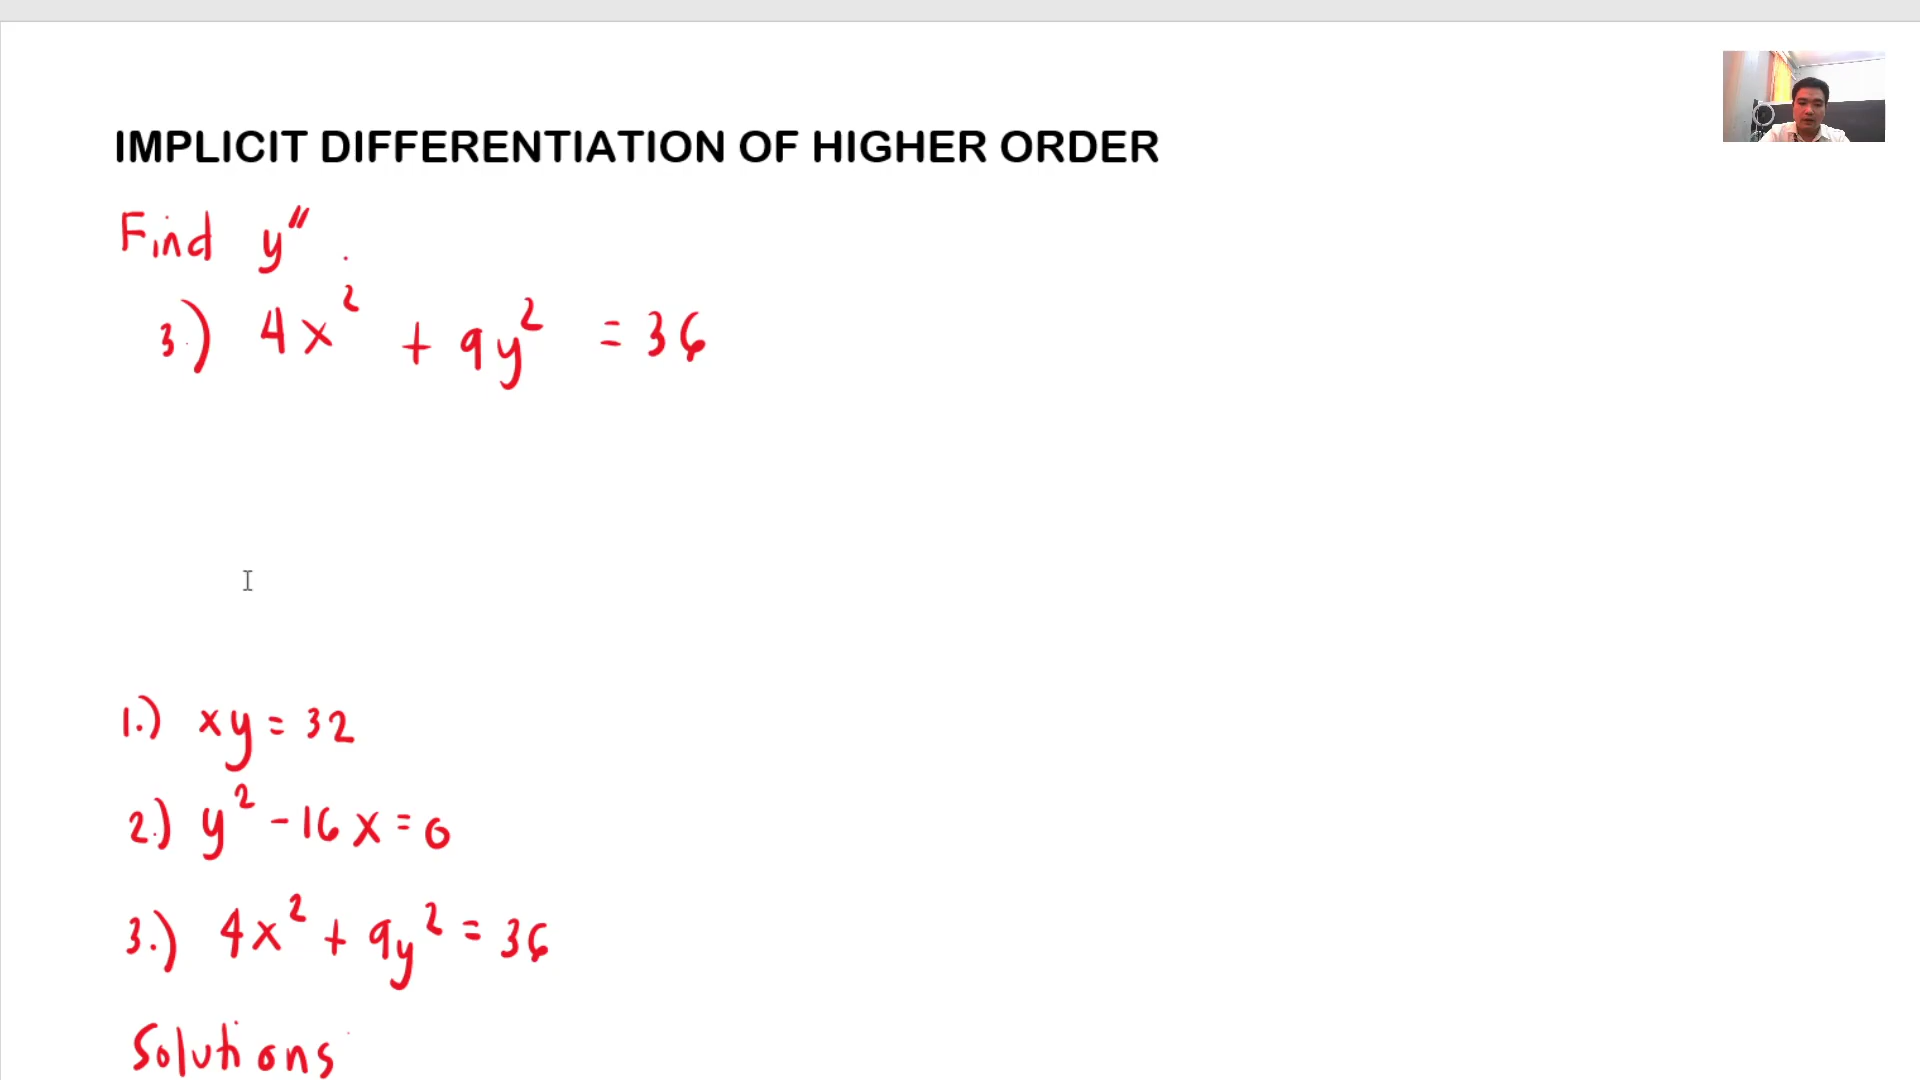 IMPLICIT DIFFERENTIATION OF HIGHER ORDER
Find y".
3.) 4x² + 9y² = 36
1.) xy = 32
2.) y² - 16x = 0
3.) 4x² + 9y² = 36
Solutions